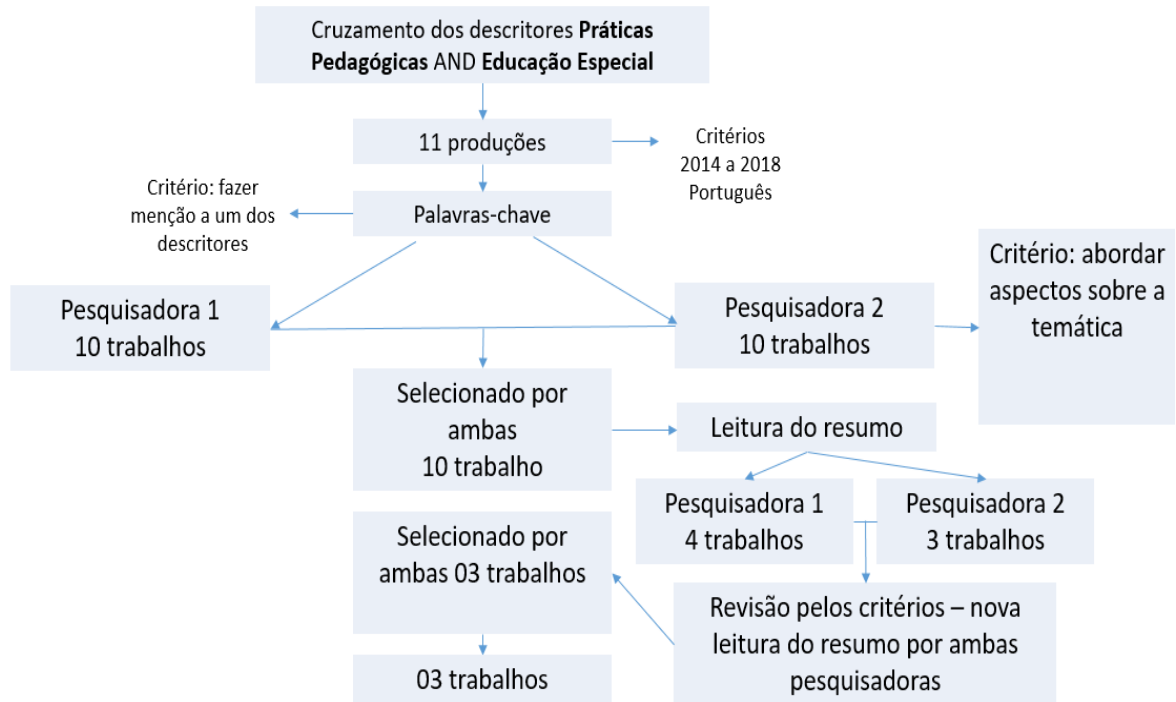 Cruzamento dos descritores Práticas
Pedagógicas AND Educação Especial
11 produções
Critérios
2014 a 2018
Português
Critério: fazer
menção a um dos
descritores
Palavras-chave
Pesquisadora 1
10 trabalhos
Pesquisadora 2
10 trabalhos
Critério: abordar
aspectos sobre a
temática
Selecionado por
ambas
10 trabalho
Leitura do resumo
Pesquisadora 1
4 trabalhos
Pesquisadora 2
3 trabalhos
Selecionado por
ambas 03 trabalhos
Revisão pelos critérios – nova
leitura do resumo por ambas
pesquisadoras
03 trabalhos